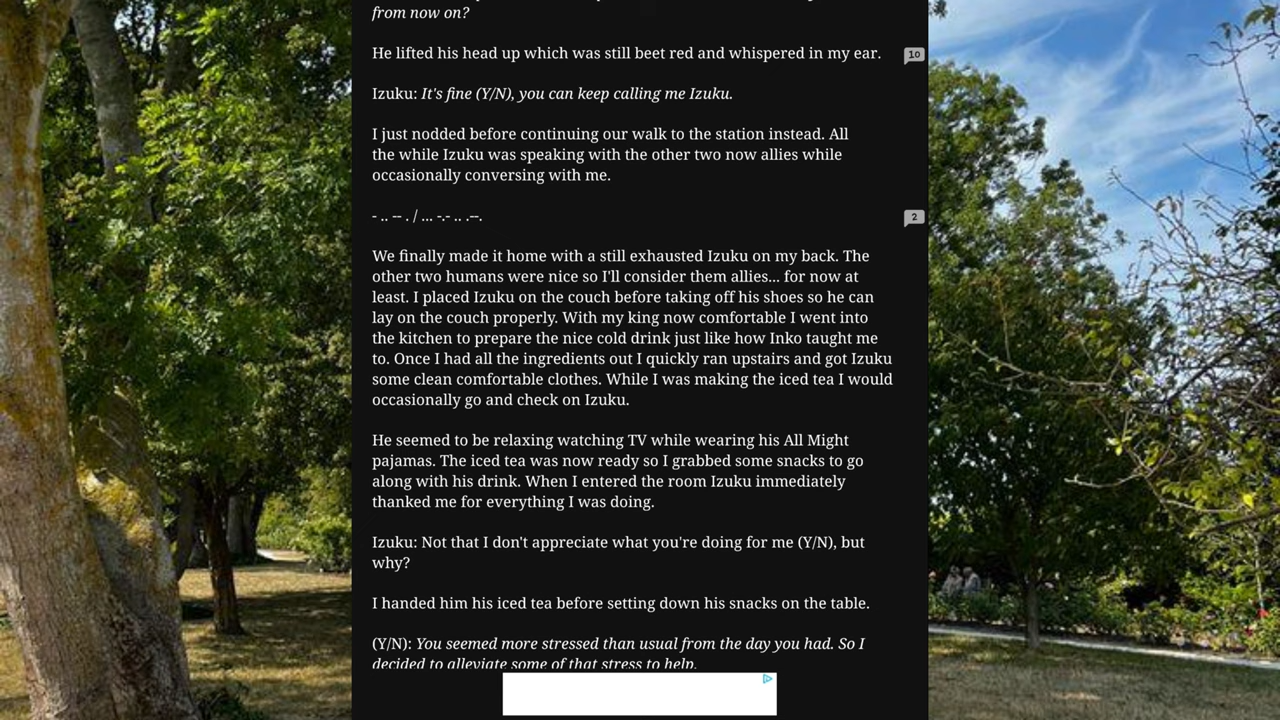 from now on?
He lifted his head up which was still beet red and whispered in my ear.
10
Izuku: It's fine (Y/N), you can keep calling me Izuku.
I just nodded before continuing our walk to the station instead. All
the while Izuku was speaking with the other two now allies while
occasionally conversing with me.
- .. -- . / ... -.- .. .--.
2
We finally made it home with a still exhausted Izuku on my back. The
other two humans were nice so I'll consider them allies... for now at
least. I placed Izuku on the couch before taking off his shoes so he can
lay on the couch properly. With my king now comfortable I went into
the kitchen to prepare the nice cold drink just like how Inko taught me
to. Once I had all the ingredients out I quickly ran upstairs and got Izuku
some clean comfortable clothes. While I was making the iced tea I would
occasionally go and check on Izuku.
He seemed to be relaxing watching TV while wearing his All Might
pajamas. The iced tea was now ready so I grabbed some snacks to go
along with his drink. When I entered the room Izuku immediately
thanked me for everything I was doing.
Izuku: Not that I don't appreciate what you're doing for me (Y/N), but
why?
I handed him his iced tea before setting down his snacks on the table.
(Y/N): You seemed more stressed than usual from the day you had. So I
decided to alleviate some of that stress to help.